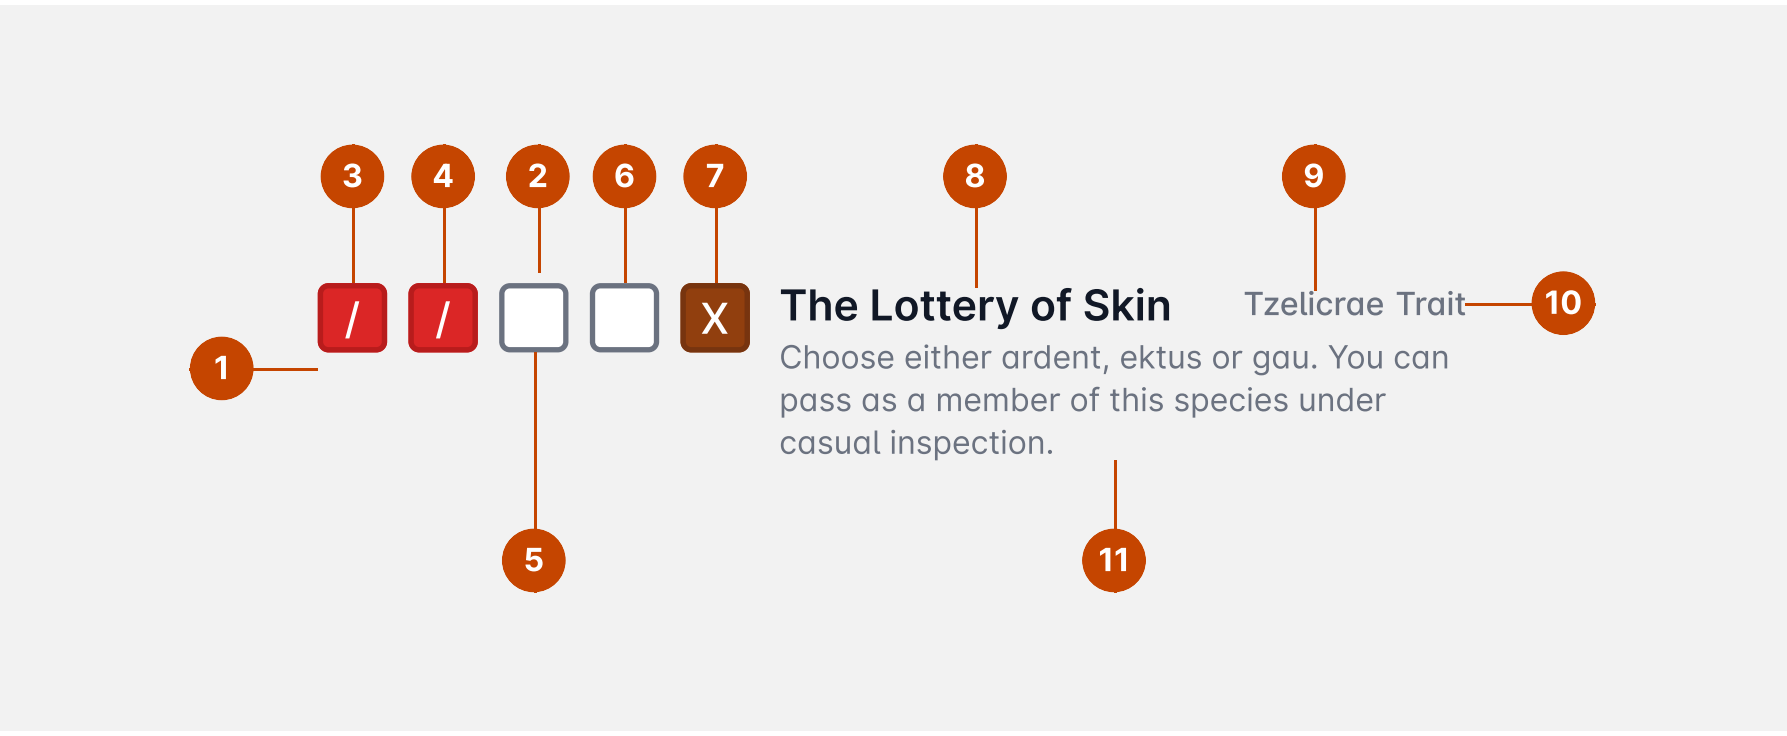 3 4 2 6 7 8 9
/ / X The Lottery of Skin Tzelicrae Trait 10
1 Choose either ardent, ektus or gau. You can
pass as a member of this species under
casual inspection.
5 11